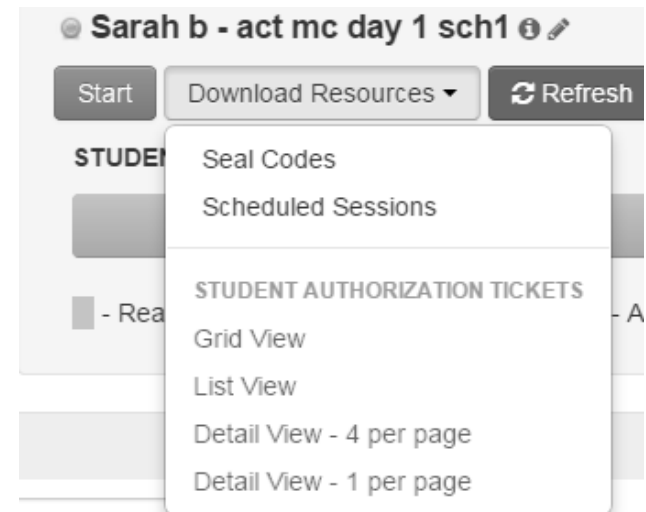 Sarah b - act mc day 1 sch1
Start Download Resources Refresh
STUDEN
Seal Codes
Scheduled Sessions
STUDENT AUTHORIZATION TICKETS
- Rea - A
Grid View
List View
Detail View - 4 per page
Detail View - 1 per page